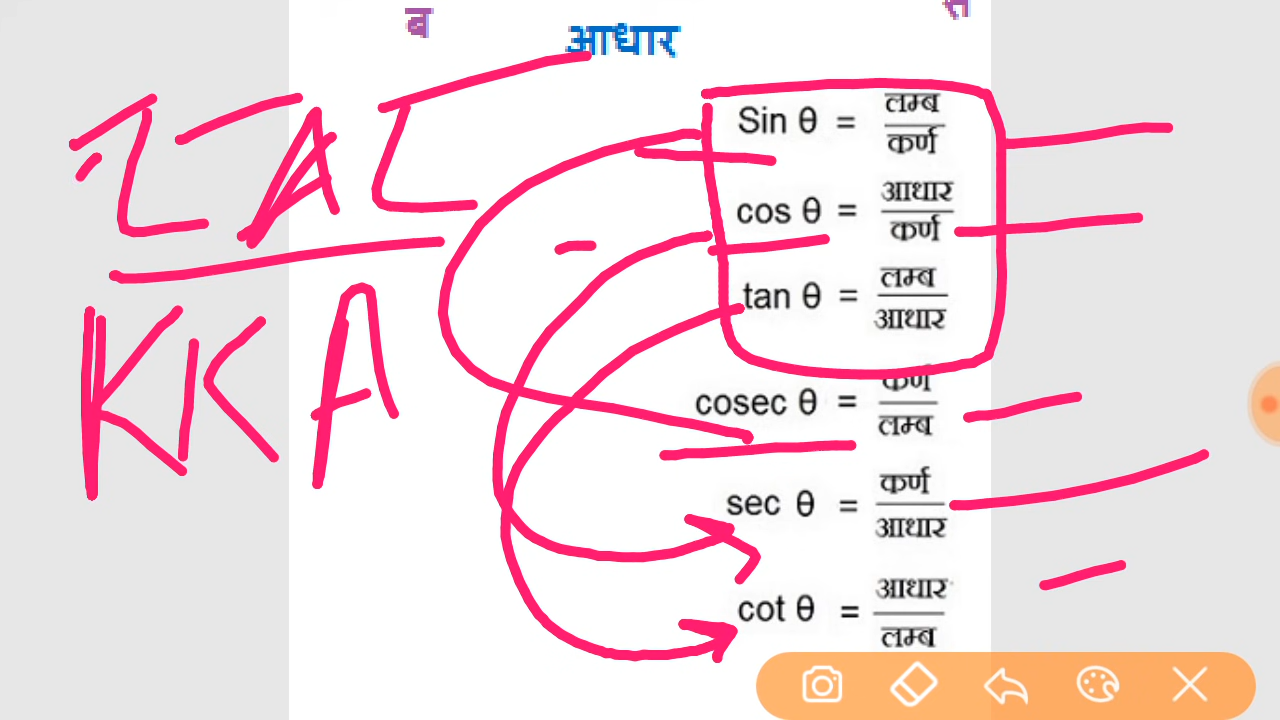 ब
आधार
Sin θ = लम्ब / कर्ण
cos θ = आधार / कर्ण
tan θ = लम्ब / आधार
cosec θ = कर्ण / लम्ब
sec θ = कर्ण / आधार
cot θ = आधार / लम्ब
LAL
KKA